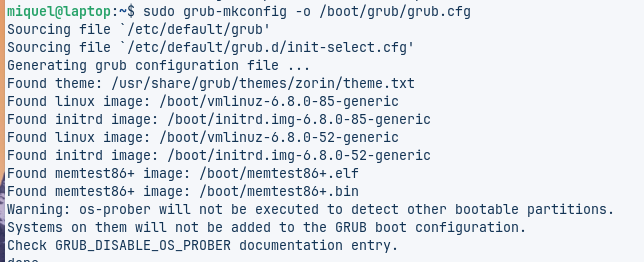 miquel@laptop:~$ sudo grub-mkconfig -o /boot/grub/grub.cfg
Sourcing file `/etc/default/grub'
Sourcing file `/etc/default/grub.d/init-select.cfg'
Generating grub configuration file ...
Found theme: /usr/share/grub/themes/zorin/theme.txt
Found linux image: /boot/vmlinuz-6.8.0-85-generic
Found initrd image: /boot/initrd.img-6.8.0-85-generic
Found linux image: /boot/vmlinuz-6.8.0-52-generic
Found initrd image: /boot/initrd.img-6.8.0-52-generic
Found memtest86+ image: /boot/memtest86+.elf
Found memtest86+ image: /boot/memtest86+.bin
Warning: os-prober will not be executed to detect other bootable partitions.
Systems on them will not be added to the GRUB boot configuration.
Check GRUB_DISABLE_OS_PROBER documentation entry.
done